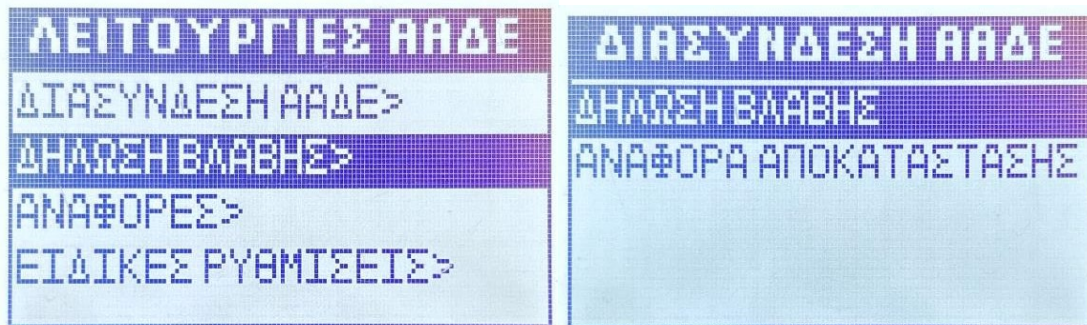 ΛΕΙΤΟΥΡΓΙΕΣ ΑΑΔΕ
ΔΙΑΣΥΝΔΕΣΗ ΑΑΔΕ>
ΔΗΛΩΣΗ ΒΛΑΒΗΣ>
ΑΝΑΦΟΡΕΣ>
ΕΙΔΙΚΕΣ ΡΥΘΜΙΣΕΙΣ>
ΔΙΑΣΥΝΔΕΣΗ ΑΑΔΕ
ΔΗΛΩΣΗ ΒΛΑΒΗΣ
ΑΝΑΦΟΡΑ ΑΠΟΚΑΤΑΣΤΑΣΗΣ